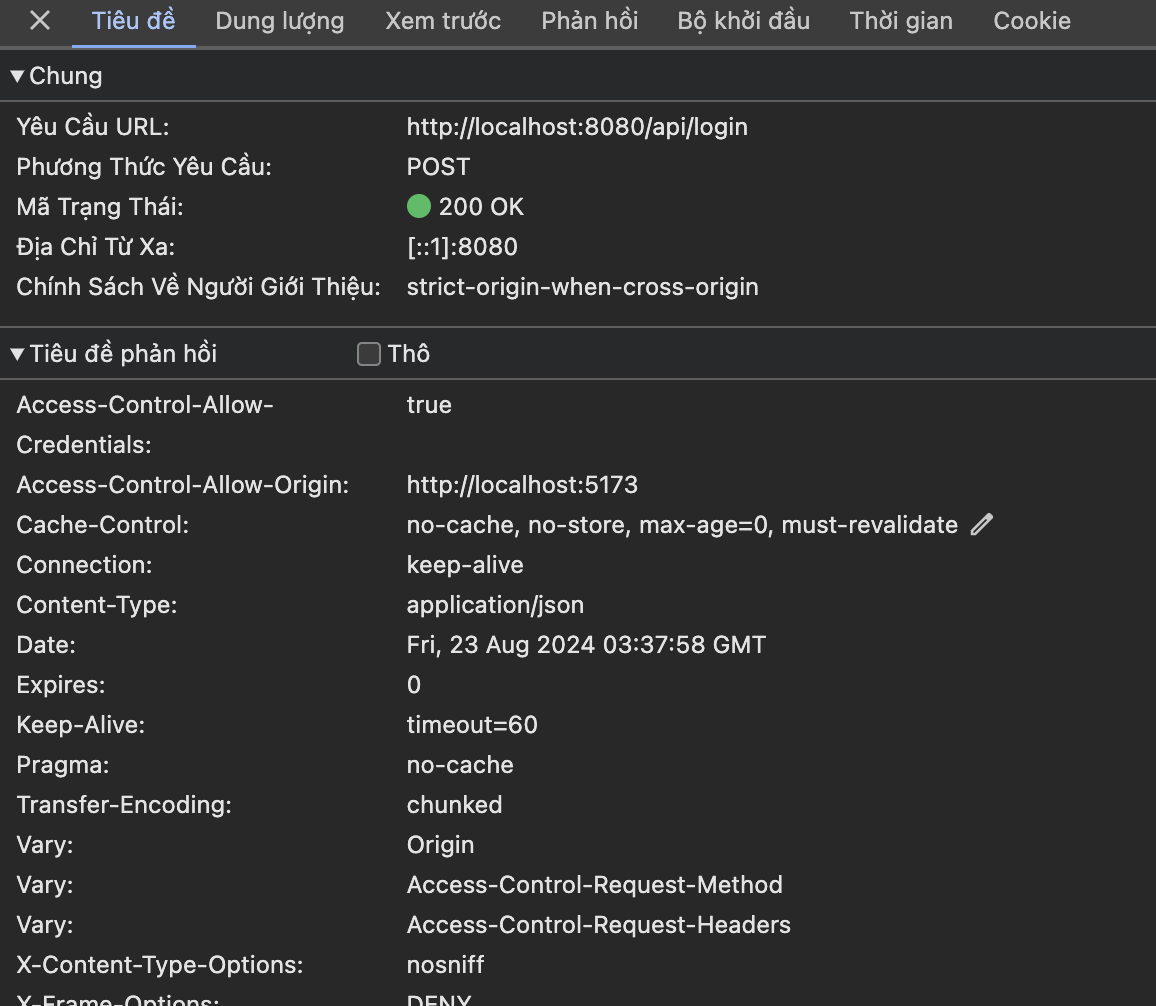 Tiêu đề Dung lượng Xem trước Phản hồi Bộ khởi đầu Thời gian Cookie
Chung
Yêu Cầu URL: http://localhost:8080/api/login
Phương Thức Yêu Cầu: POST
Mã Trạng Thái: 200 OK
Địa Chỉ Từ Xa: [::1]:8080
Chính Sách Về Người Giới Thiệu: strict-origin-when-cross-origin
Tiêu đề phản hồi Thô
Access-Control-Allow- true
Credentials:
Access-Control-Allow-Origin: http://localhost:5173
Cache-Control: no-cache, no-store, max-age=0, must-revalidate
Connection: keep-alive
Content-Type: application/json
Date: Fri, 23 Aug 2024 03:37:58 GMT
Expires: 0
Keep-Alive: timeout=60
Pragma: no-cache
Transfer-Encoding: chunked
Vary: Origin
Vary: Access-Control-Request-Method
Vary: Access-Control-Request-Headers
X-Content-Type-Options: nosniff
X-Frame-Options: DENY